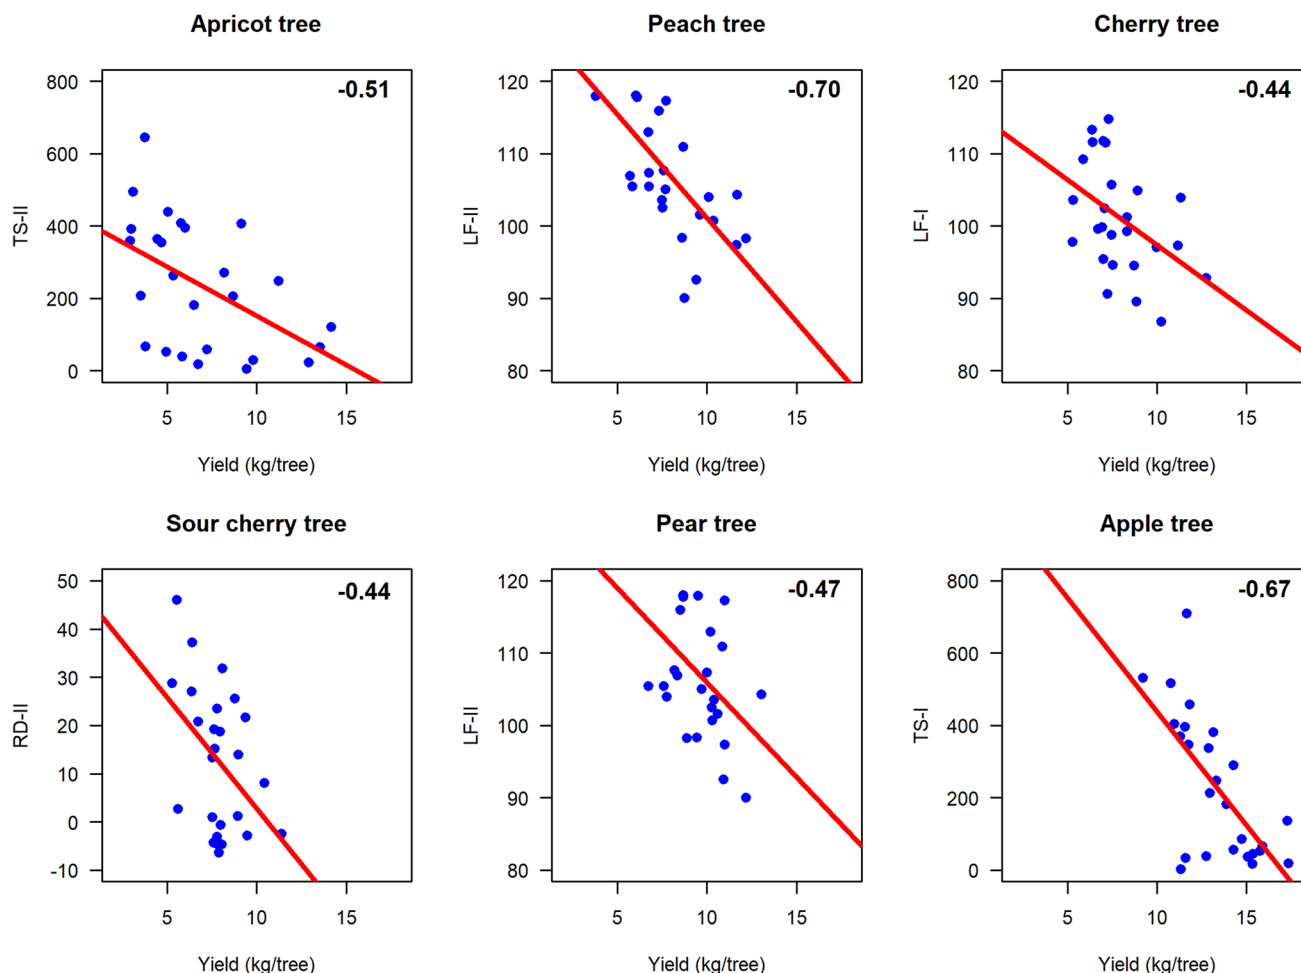 Apricot tree
-0.51
TS-II
800
600
400
200
0
5 10 15
Yield (kg/tree)
Peach tree
-0.70
LF-II
120
110
100
90
80
5 10 15
Yield (kg/tree)
Cherry tree
-0.44
LF-I
120
110
100
90
80
5 10 15
Yield (kg/tree)
Sour cherry tree
-0.44
RD-II
50
40
30
20
10
0
-10
5 10 15
Yield (kg/tree)
Pear tree
-0.47
LF-II
120
110
100
90
80
5 10 15
Yield (kg/tree)
Apple tree
-0.67
TS-I
800
600
400
200
0
5 10 15
Yield (kg/tree)